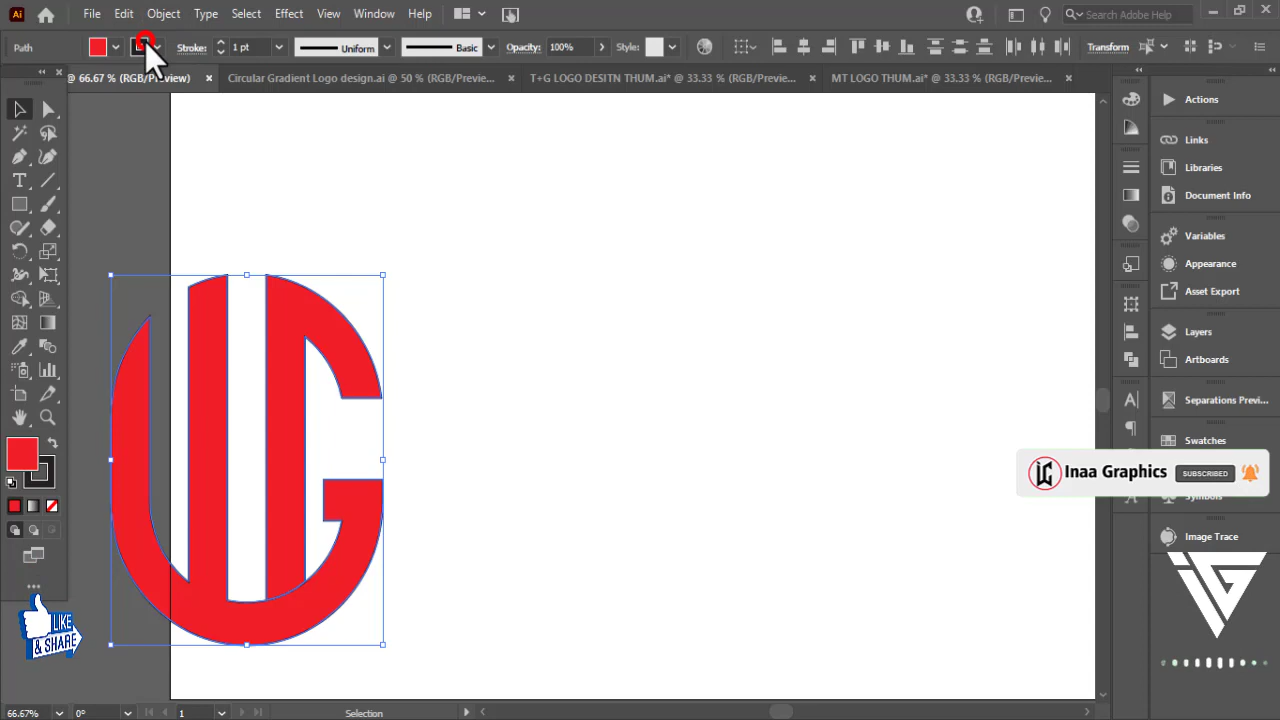 Ai File Edit Object Type Select Effect View Window Help Search Adobe Help
Path Stroke: 1 pt Uniform Basic Opacity: 100% Style: Transform
@ 66.67 % (RGB/Preview) × Circular Gradient Logo design.ai @ 50 % (RGB/Previe... × T+G LOGO DESITN THUM.ai* @ 33.33 % (RGB/Previe... × MT LOGO THUM.ai* @ 33.33 % (RGB/Previe... ×
Actions
Links
Libraries
Document Info
Variables
Appearance
Asset Export
Layers
Artboards
Separations Previ...
Swatches
Inaa Graphics SUBSCRIBED
Symbols
Image Trace
LIKE
& SHARE
66.67% 0° 1 Selection